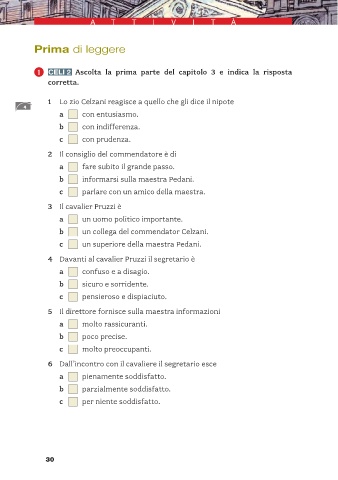 ATTIVITÀ
Prima di leggere
1 CELI 2 Ascolta la prima parte del capitolo 3 e indica la risposta
corretta.
1 Lo zio Celzani reagisce a quello che gli dice il nipote
a con entusiasmo.
b con indifferenza.
c con prudenza.
2 Il consiglio del commendatore è di
a fare subito il grande passo.
b informarsi sulla maestra Pedani.
c parlare con un amico della maestra.
3 Il cavalier Pruzzi è
a un uomo politico importante.
b un collega del commendator Celzani.
c un superiore della maestra Pedani.
4 Davanti al cavalier Pruzzi il segretario è
a confuso e a disagio.
b sicuro e sorridente.
c pensieroso e dispiaciuto.
5 Il direttore fornisce sulla maestra informazioni
a molto rassicuranti.
b poco precise.
c molto preoccupanti.
6 Dall'incontro con il cavaliere il segretario esce
a pienamente soddisfatto.
b parzialmente soddisfatto.
c per niente soddisfatto.
30